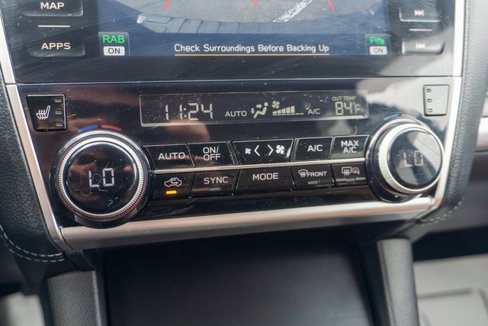 MAP
APPS
RAB
ON
Check Surroundings Before Backing Up
ON
11:24
AUTO
A/C
OUT TEMP
84°F
LO
AUTO
ON/OFF
A/C
MAX A/C
LO
SYNC
MODE
FRONT